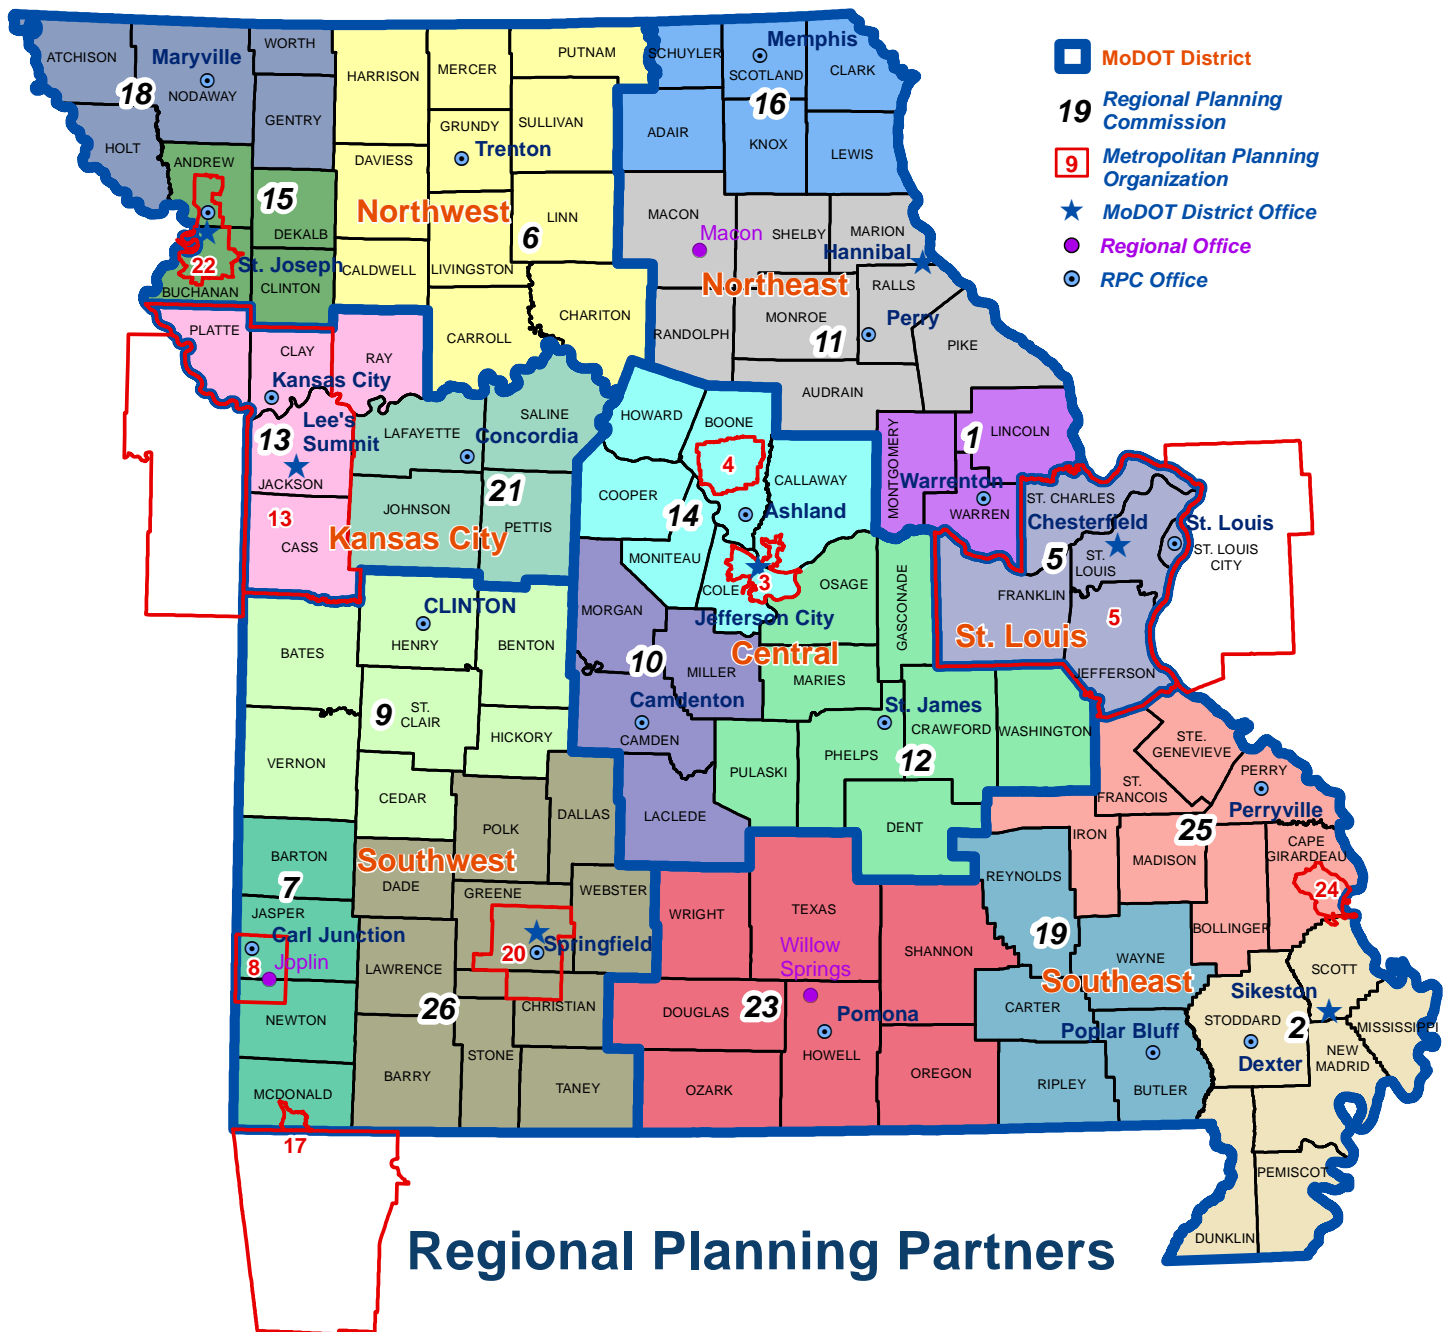 MoDOT District
19
Regional Planning
Commission
9
Metropolitan Planning
Organization
MoDOT District Office
Regional Office
RPC Office
ATCHISON
Maryville
NODAWAY
WORTH
18
HOLT
GENTRY
ANDREW
15
DEKALB
22
St. Joseph
BUCHANAN
CLINTON
HARRISON
MERCER
PUTNAM
GRUNDY
SULLIVAN
Trenton
DAVIESS
Northwest
LINN
6
CALDWELL
LIVINGSTON
CHARITON
CARROLL
SCHUYLER
Memphis
SCOTLAND
CLARK
16
ADAIR
KNOX
LEWIS
MACON
Macon
SHELBY
MARION
Hannibal
Northeast
RALLS
RANDOLPH
MONROE
11
Perry
PIKE
AUDRAIN
PLATTE
CLAY
RAY
Kansas City
Lee's
Summit
13
JACKSON
13
CASS
LAFAYETTE
SALINE
Concordia
21
JOHNSON
PETTIS
Kansas City
HOWARD
BOONE
4
COOPER
CALLAWAY
14
Ashland
MONITEAU
COLE
3
Jefferson City
Central
OSAGE
GASCONADE
MONTGOMERY
1
LINCOLN
Warrenton
WARREN
ST. CHARLES
Chesterfield
St. Louis
ST. LOUIS
CITY
5
ST.
LOUIS
FRANKLIN
5
St. Louis
JEFFERSON
MORGAN
10
MILLER
MARIES
Camdenton
CAMDEN
LACLEDE
St. James
PHELPS
CRAWFORD
WASHINGTON
12
PULASKI
DENT
CLINTON
HENRY
BATES
BENTON
9
ST.
CLAIR
HICKORY
VERNON
CEDAR
DALLAS
POLK
BARTON
Southwest
7
DADE
GREENE
WEBSTER
JASPER
Carl Junction
8
Joplin
20
Springfield
LAWRENCE
26
CHRISTIAN
NEWTON
BARRY
STONE
TANEY
MCDONALD
17
WRIGHT
TEXAS
Willow
Springs
SHANNON
DOUGLAS
23
Pomona
HOWELL
OZARK
OREGON
STE.
GENEVIEVE
PERRY
ST.
FRANCOIS
Perryville
25
IRON
MADISON
CAPE
GIRARDEAU
24
BOLLINGER
REYNOLDS
19
WAYNE
Southeast
CARTER
Poplar Bluff
RIPLEY
BUTLER
SCOTT
Sikeston
STODDARD
2
MISSISSIPPI
Dexter
NEW
MADRID
PEMISCOT
DUNKLIN
Regional Planning Partners